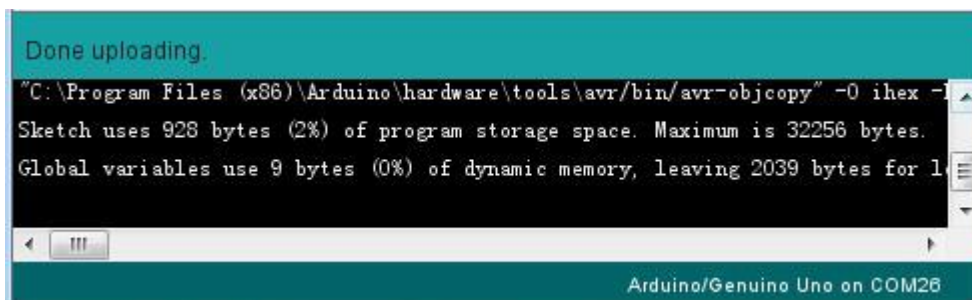 Done uploading.
"C:\Program Files (x86)\Arduino\hardware\tools\avr/bin/avr-objcopy" -O ihex
Sketch uses 928 bytes (2%) of program storage space. Maximum is 32256 bytes.
Global variables use 9 bytes (0%) of dynamic memory, leaving 2039 bytes for
Arduino/Genuino Uno on COM26